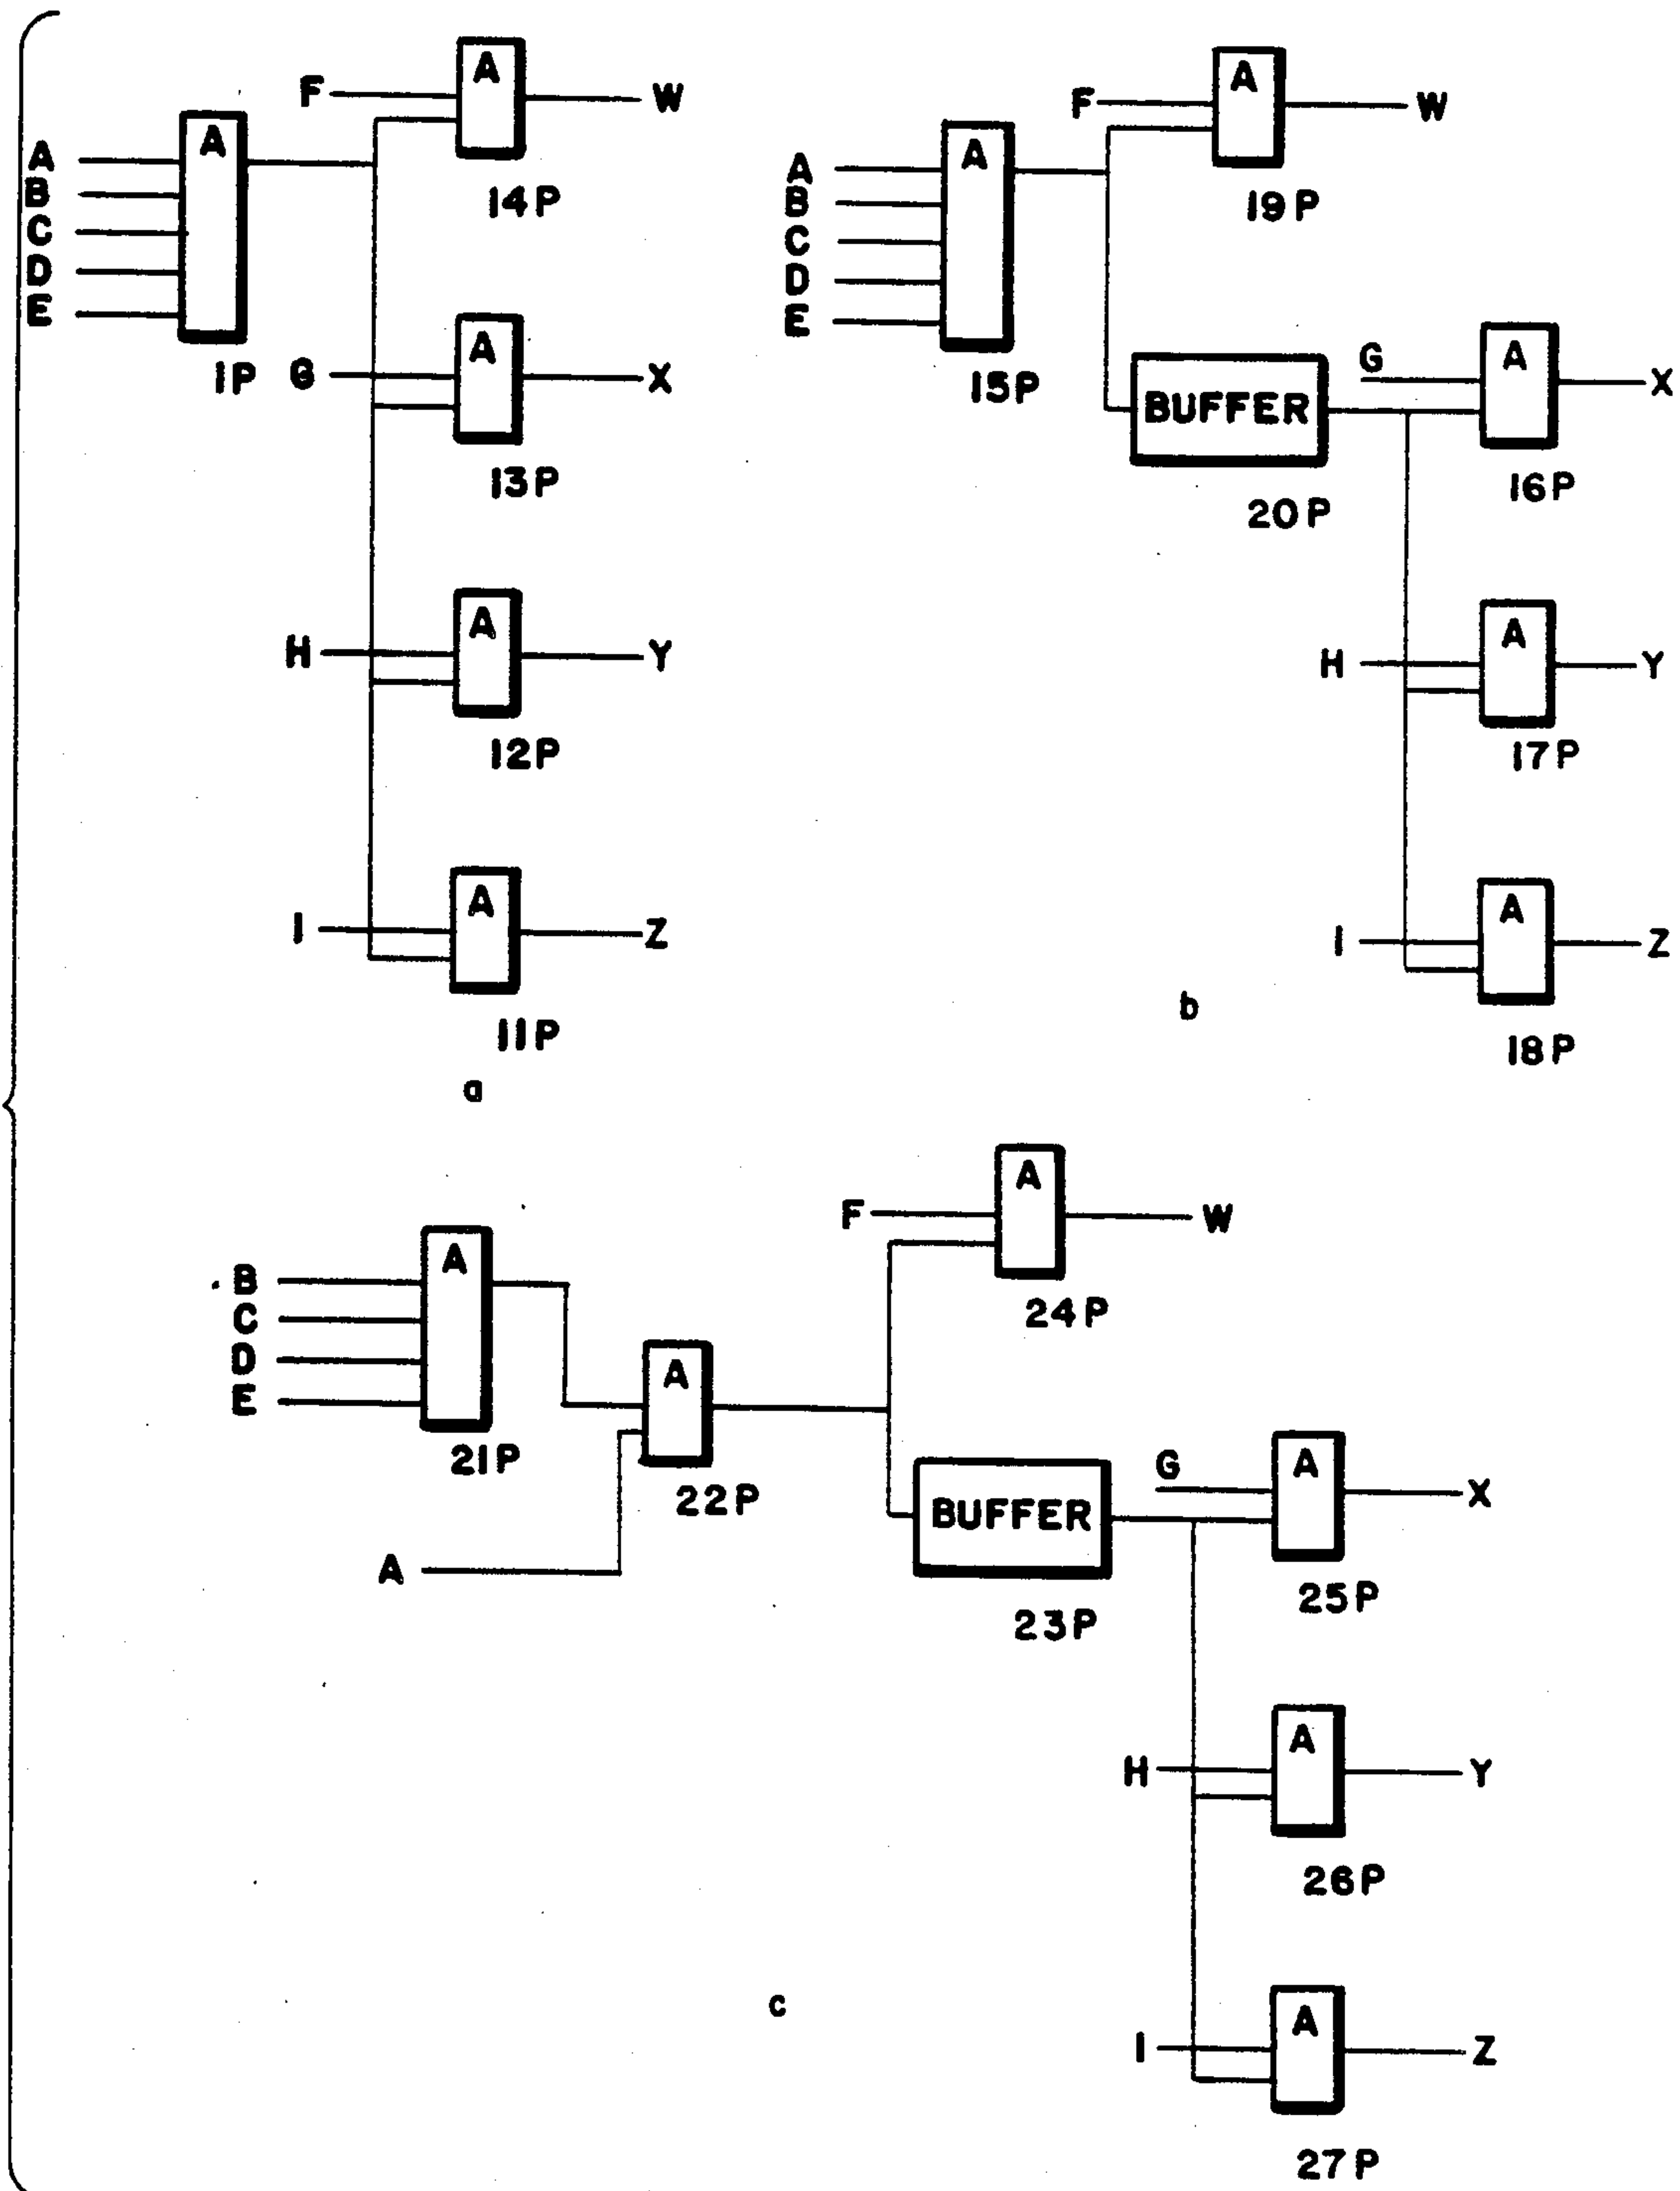 A
F
W
14P
A
A
B
C
D
E
1P
A
G
X
13P
A
H
Y
12P
A
I
Z
11P
a
A
F
W
19P
A
A
B
C
D
E
15P
BUFFER
20P
A
G
X
16P
A
H
Y
17P
A
I
Z
18P
b
A
B
C
D
E
21P
A
22P
A
A
F
W
24P
BUFFER
23P
A
G
X
25P
A
H
Y
26P
A
I
Z
27P
c